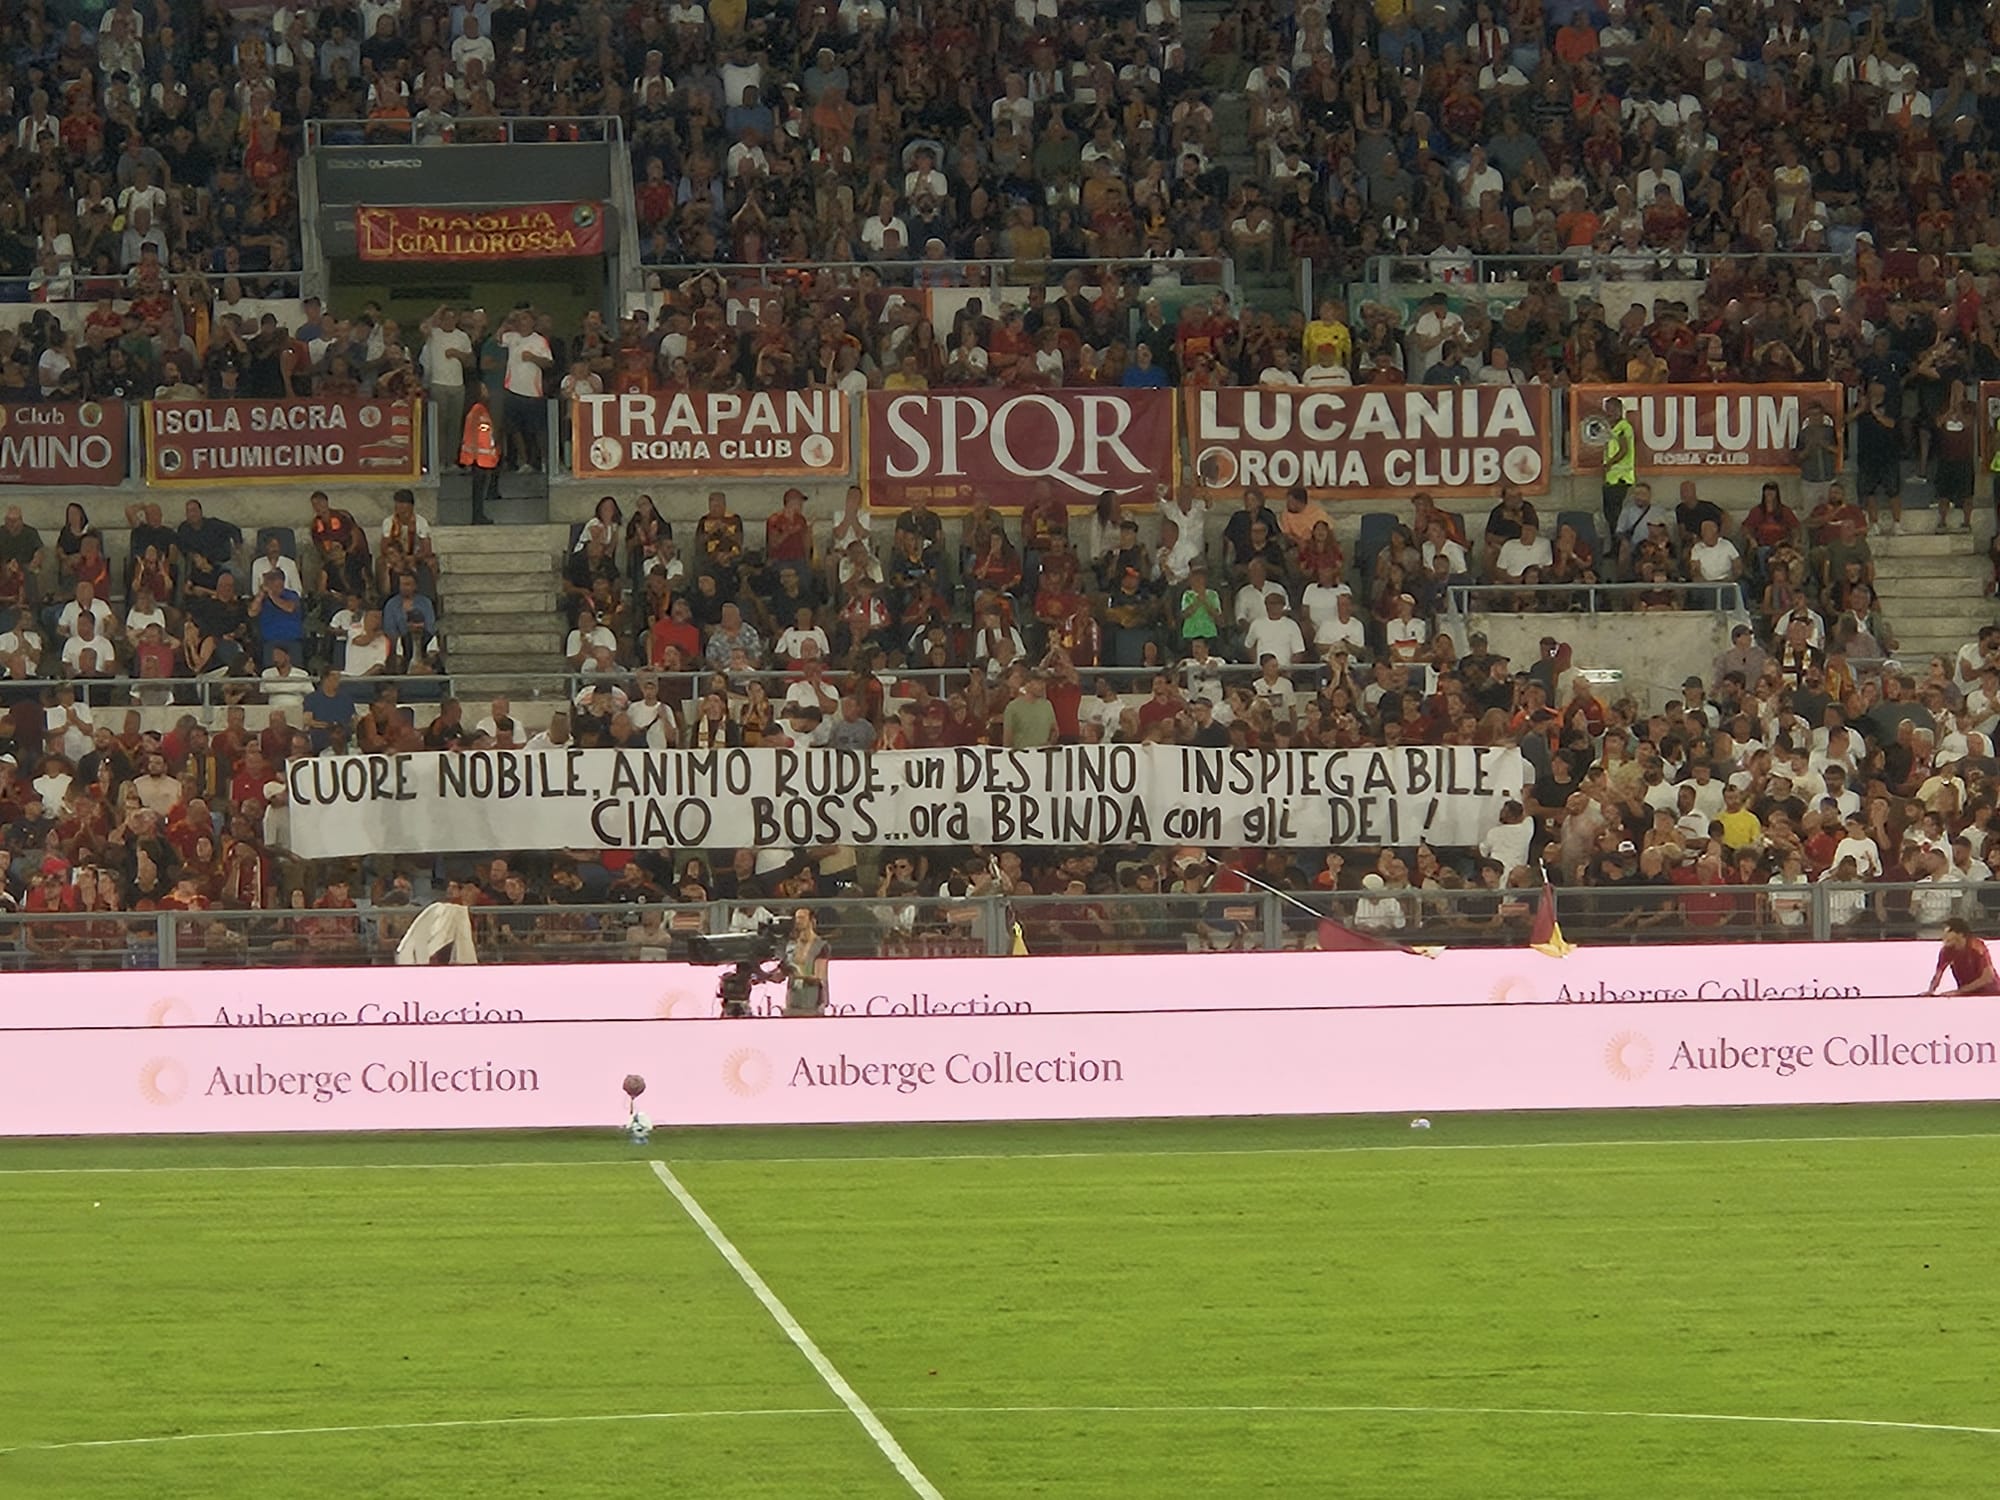 MAGLIA
GIALLOROSSA
Club
MINO
ISOLA SACRA
FIUMICINO
TRAPANI
ROMA CLUB
SPQR
LUCANIA
ROMA CLUB
TULUM
ROMA CLUB
CUORE NOBILE, ANIMO RUDE, un DESTINO INSPIEGABILE.
CIAO BOSS...ora BRINDA con gli DEI!
Auberge Collection
Auberge Collection
Auberge Collection
Auberge Collection
Auberge Collection